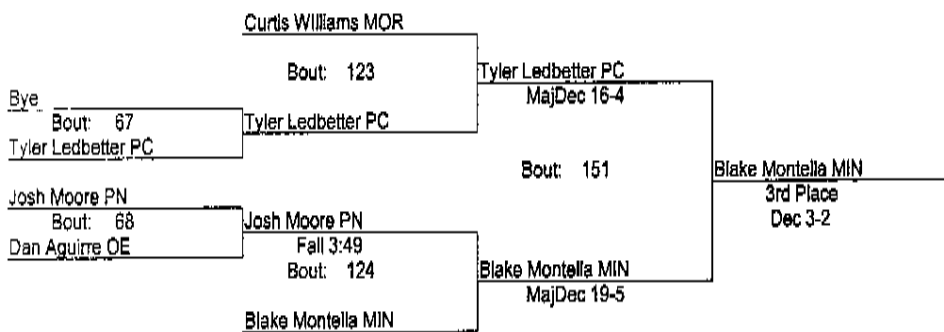 Curtis Williams MOR
Bout: 123
Tyler Ledbetter PC
MajDec 16-4
Bye
Bout: 67
Tyler Ledbetter PC
Tyler Ledbetter PC
Bout: 151
Blake Montella MIN
3rd Place
Dec 3-2
Josh Moore PN
Bout: 68
Dan Aguirre OE
Josh Moore PN
Fall 3:49
Bout: 124
Blake Montella MIN
MajDec 19-5
Blake Montella MIN